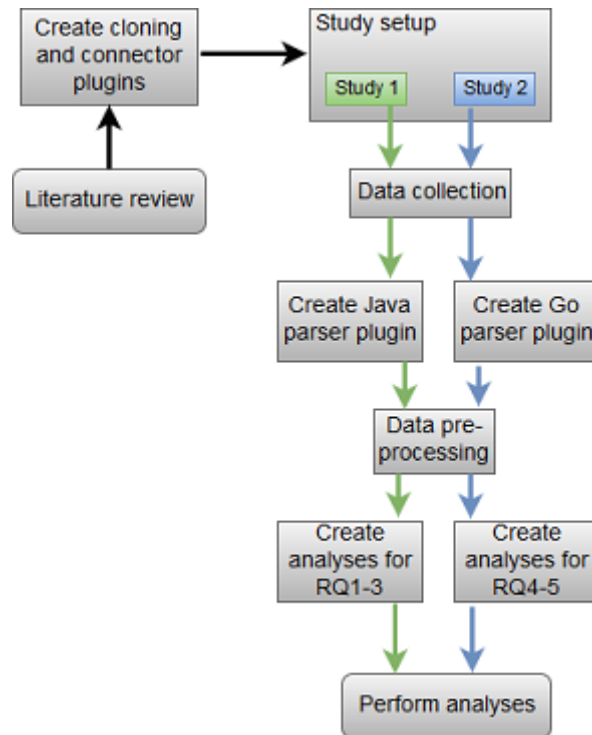 Create cloning
and connector
plugins
Study setup
Study 1
Study 2
Literature review
Data collection
Create Java
parser plugin
Create Go
parser plugin
Data pre-
processing
Create
analyses for
RQ1-3
Create
analyses for
RQ4-5
Perform analyses